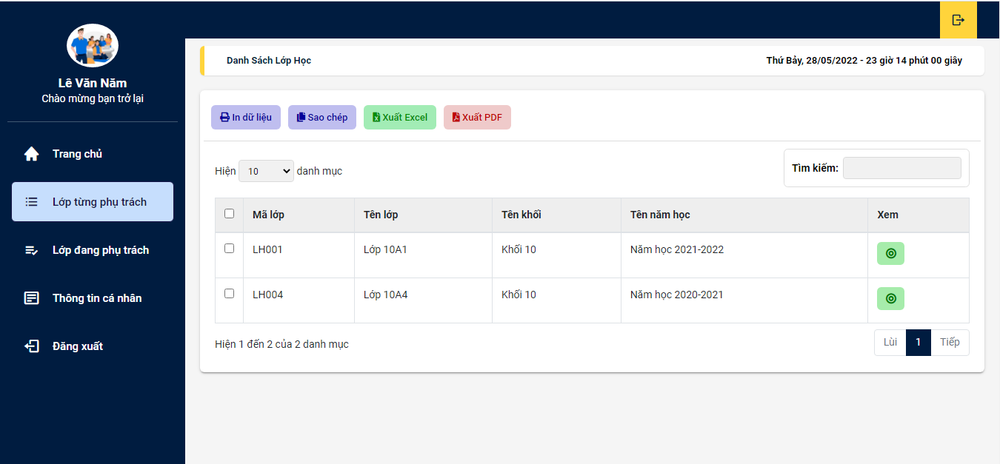 Lê Văn Năm
Chào mừng bạn trở lại
Trang chủ
Lớp từng phụ trách
Lớp đang phụ trách
Thông tin cá nhân
Đăng xuất
Danh Sách Lớp Học
Thứ Bảy, 28/05/2022 - 23 giờ 14 phút 00 giây
In dữ liệu Sao chép Xuất Excel Xuất PDF
Hiện 10 danh mục
Tìm kiếm:
Mã lớp Tên lớp Tên khối Tên năm học Xem
LH001 Lớp 10A1 Khối 10 Năm học 2021-2022
LH004 Lớp 10A4 Khối 10 Năm học 2020-2021
Hiện 1 đến 2 của 2 danh mục
Lùi 1 Tiếp